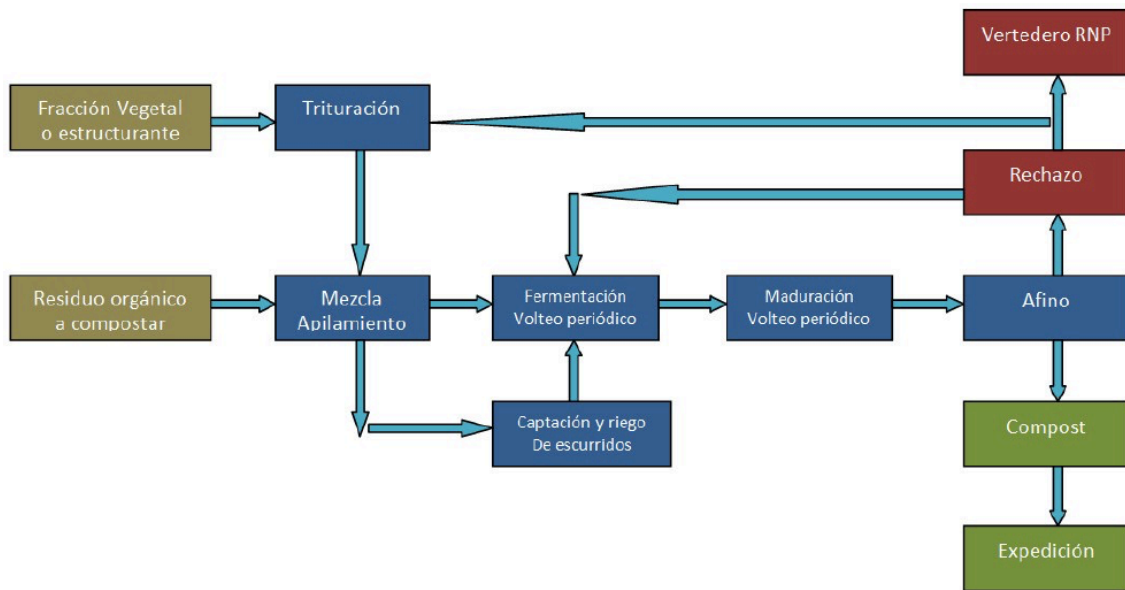 Vertedero RNP
Fracción Vegetal
o estructurante
Trituración
Rechazo
Residuo orgánico
a compostar
Mezcla
Apilamiento
Fermentación
Volteo periódico
Maduración
Volteo periódico
Afino
Captación y riego
De escurridos
Compost
Expedición